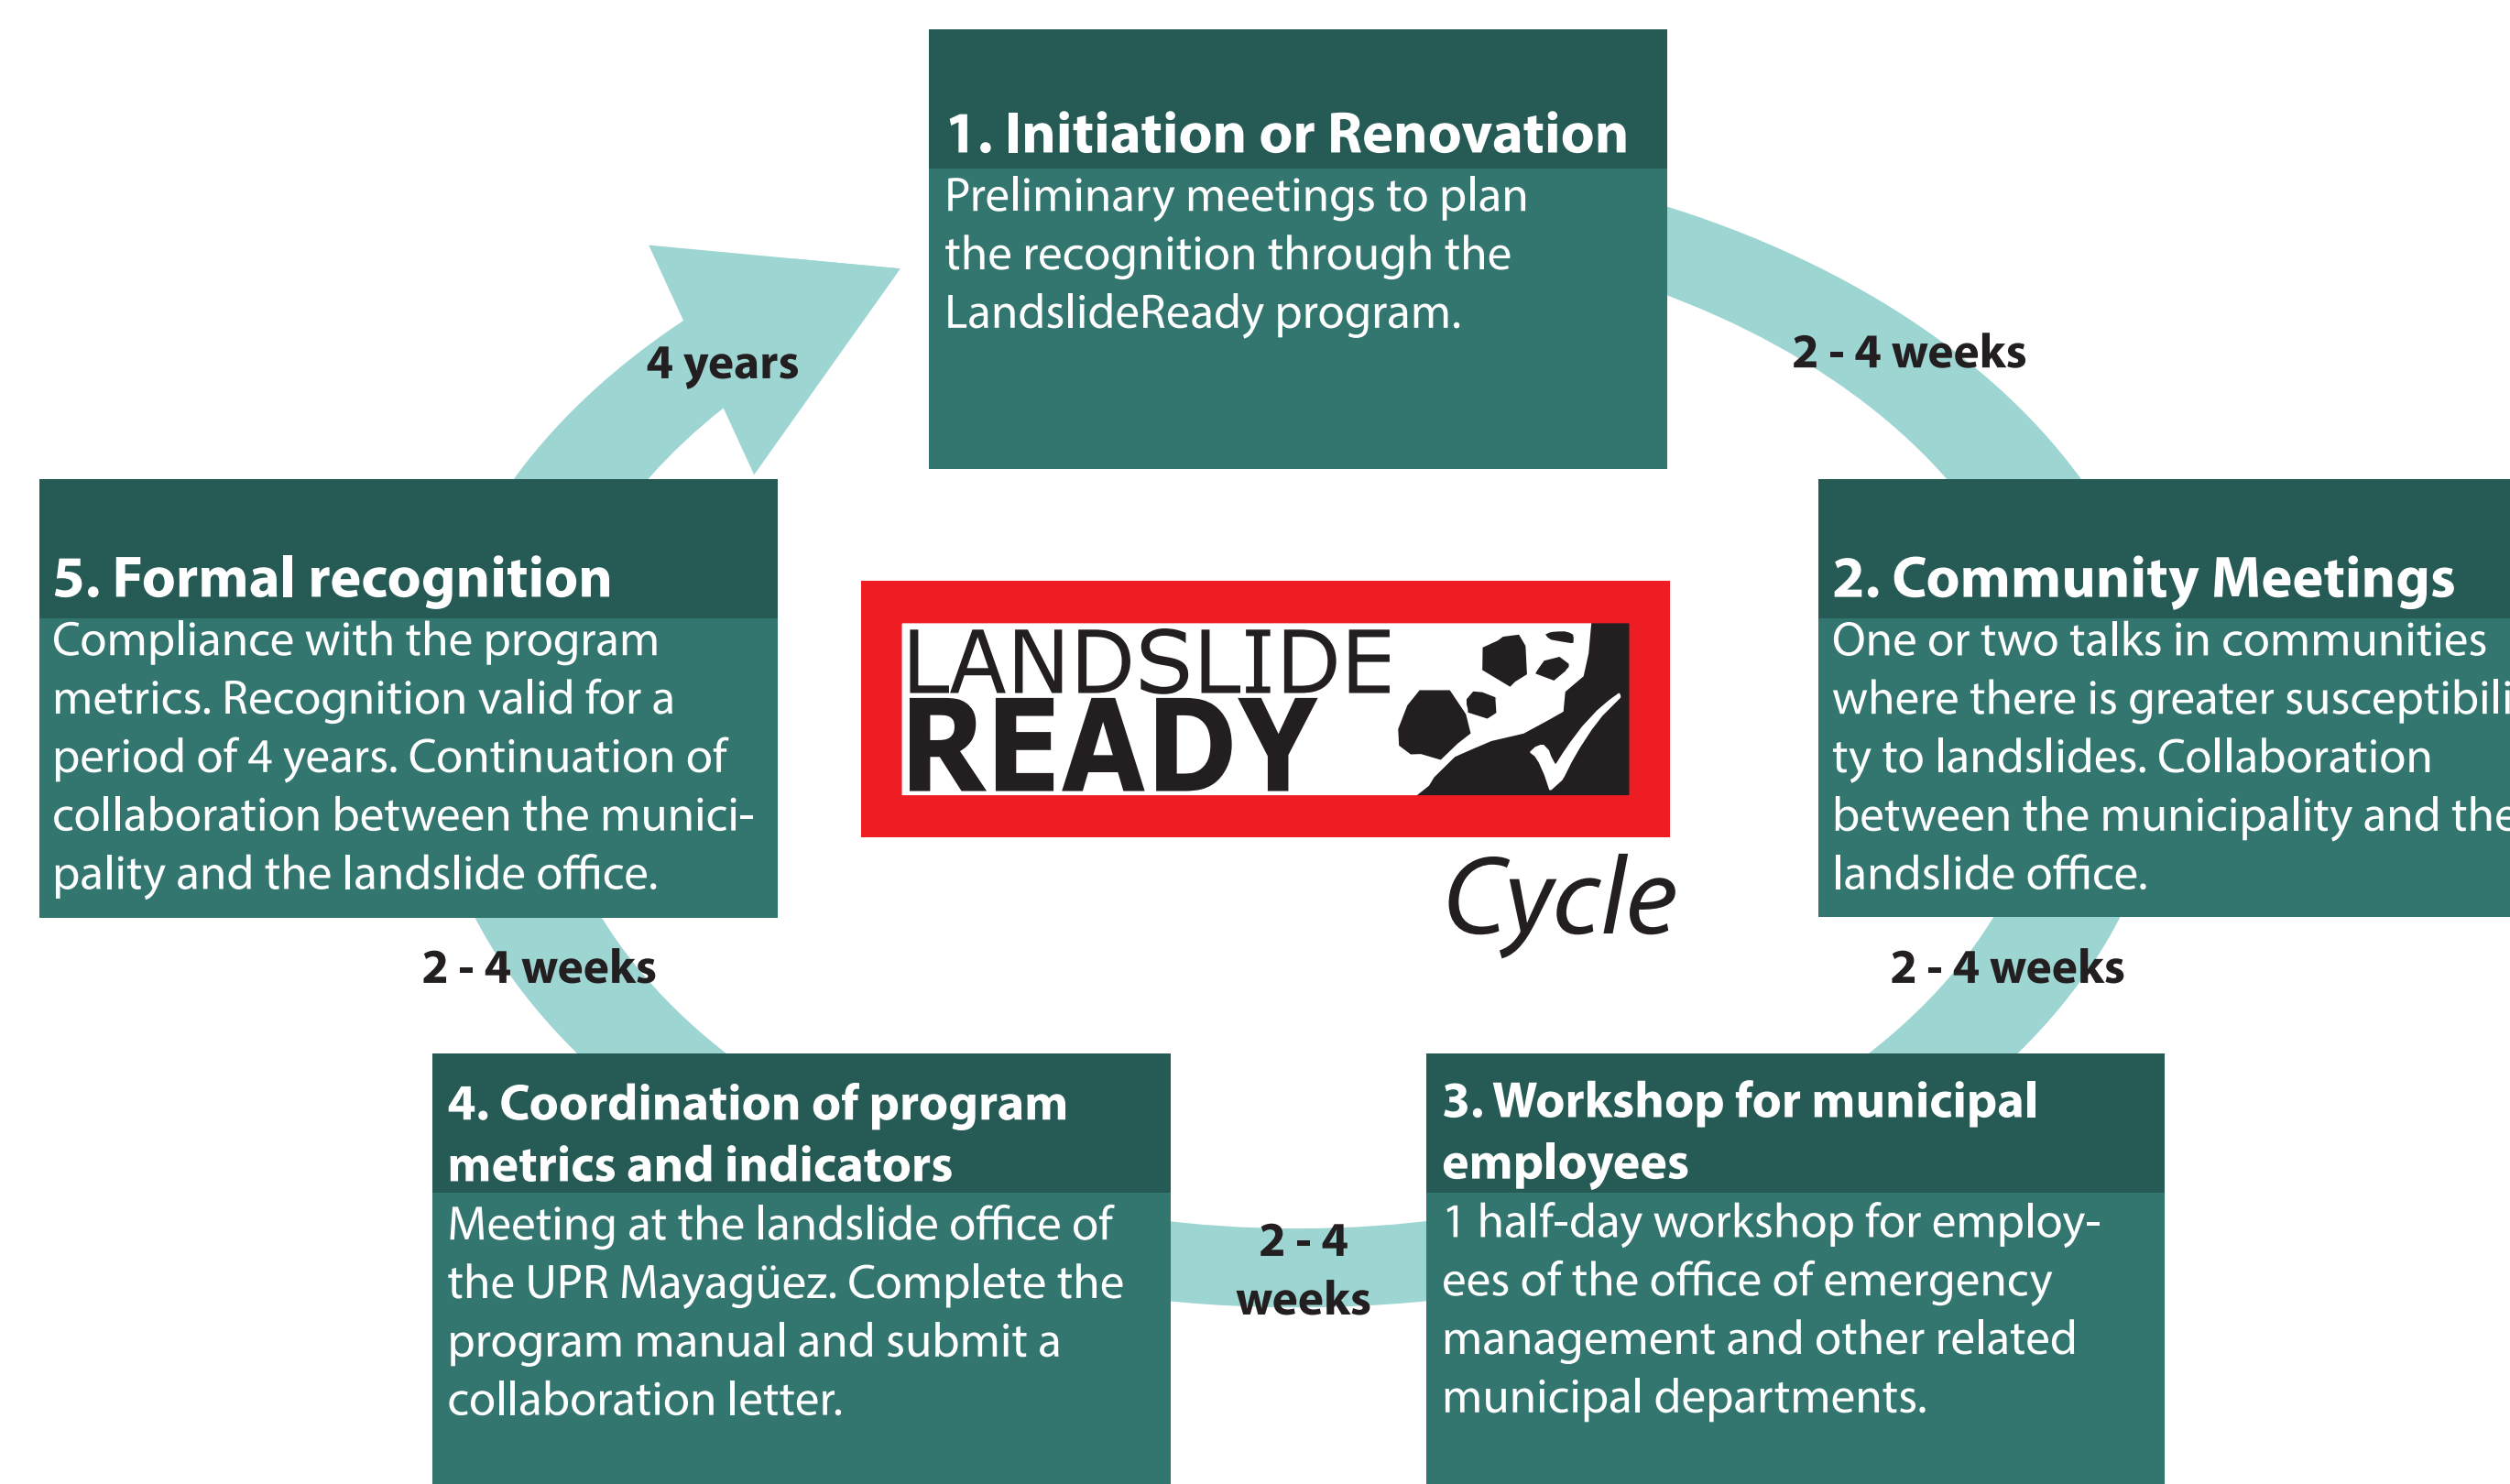 1. Initiation or Renovation
Preliminary meetings to plan
the recognition through the
LandslideReady program.
2 - 4 weeks
2. Community Meetings
One or two talks in communities
where there is greater susceptibili
ty to landslides. Collaboration
between the municipality and the
landslide office.
2 - 4 weeks
3. Workshop for municipal
employees
1 half-day workshop for employ-
ees of the office of emergency
management and other related
municipal departments.
2 - 4
weeks
4. Coordination of program
metrics and indicators
Meeting at the landslide office of
the UPR Mayagüez. Complete the
program manual and submit a
collaboration letter.
2 - 4 weeks
5. Formal recognition
Compliance with the program
metrics. Recognition valid for a
period of 4 years. Continuation of
collaboration between the munici-
pality and the landslide office.
4 years
LANDSLIDE
READY
Cycle